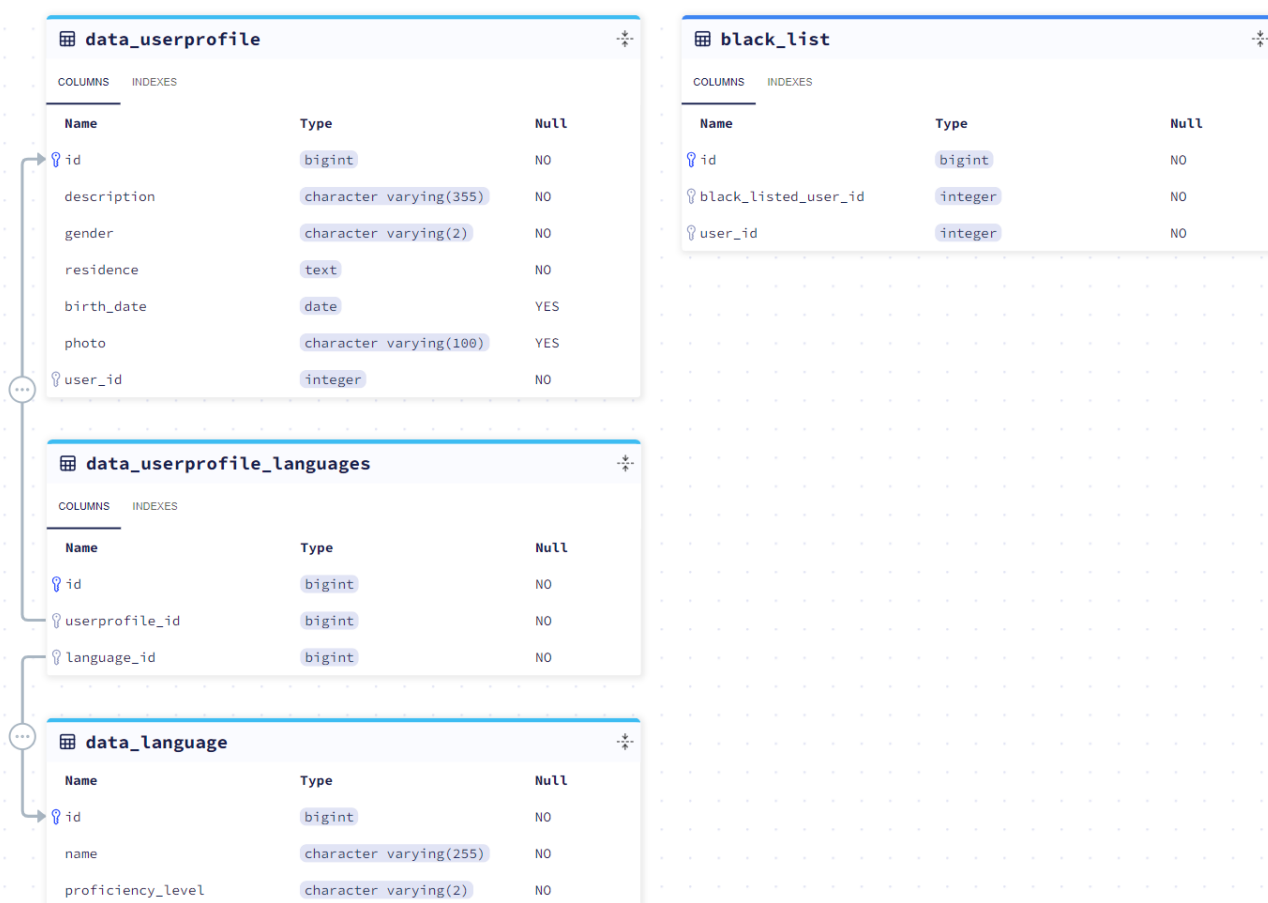 data_userprofile
COLUMNS INDEXES
Name Type Null
id bigint NO
description character varying(355) NO
gender character varying(2) NO
residence text NO
birth_date date YES
photo character varying(100) YES
user_id integer NO
data_userprofile_languages
COLUMNS INDEXES
Name Type Null
id bigint NO
userprofile_id bigint NO
language_id bigint NO
data_language
Name Type Null
id bigint NO
name character varying(255) NO
proficiency_level character varying(2) NO
black_list
COLUMNS INDEXES
Name Type Null
id bigint NO
black_listed_user_id integer NO
user_id integer NO